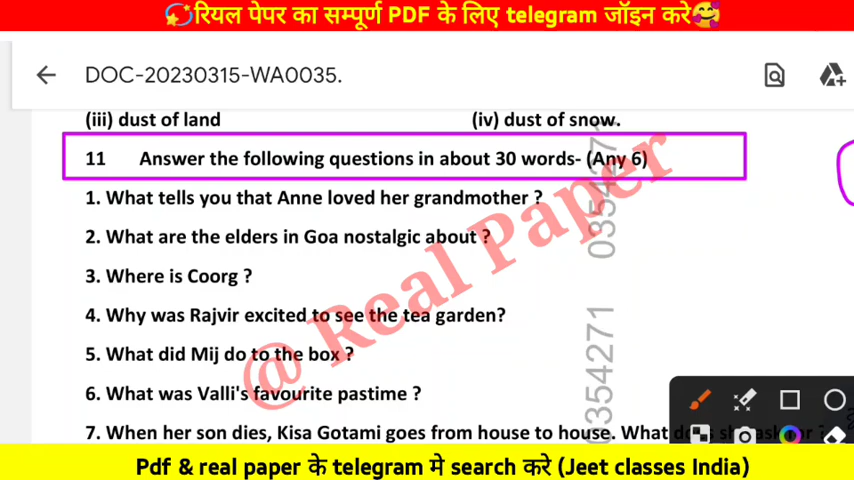 💫रियल पेपर का सम्पूर्ण PDF के लिए telegram जॉइन करे🥰
DOC-20230315-WA0035.
(iii) dust of land (iv) dust of snow.
11 Answer the following questions in about 30 words- (Any 6)
1. What tells you that Anne loved her grandmother ?
2. What are the elders in Goa nostalgic about ?
3. Where is Coorg ?
4. Why was Rajvir excited to see the tea garden?
5. What did Mij do to the box ?
6. What was Valli's favourite pastime ?
7. When her son dies, Kisa Gotami goes from house to house. What
@ Real Paper
0354271 0354271
Pdf & real paper के telegram मे search करे (Jeet classes India)